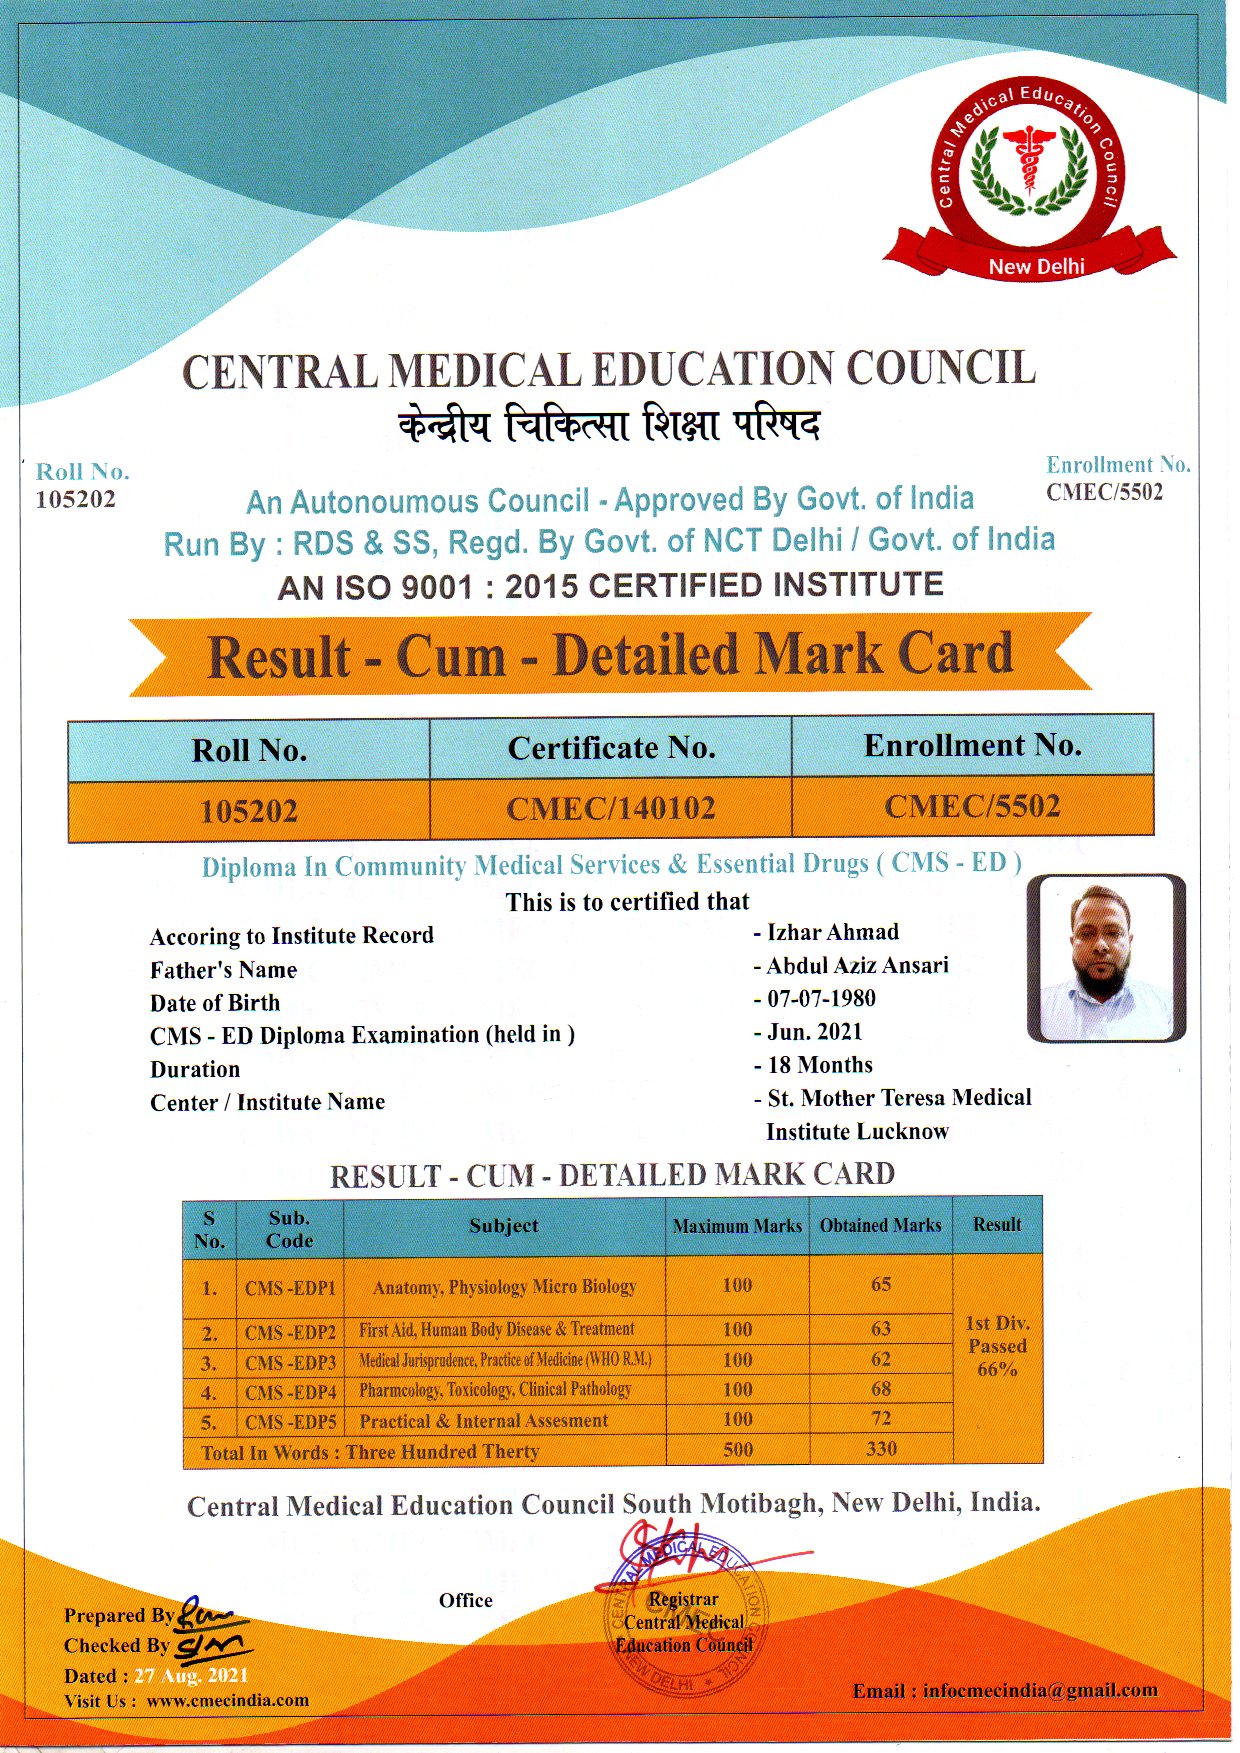 Central Medical Education Council
New Delhi
CENTRAL MEDICAL EDUCATION COUNCIL
केन्द्रीय चिकित्सा शिक्षा परिषद
Roll No.
105202
Enrollment No.
CMEC/5502
An Autonoumous Council - Approved By Govt. of India
Run By : RDS & SS, Regd. By Govt. of NCT Delhi / Govt. of India
AN ISO 9001 : 2015 CERTIFIED INSTITUTE
Result - Cum - Detailed Mark Card
Roll No. Certificate No. Enrollment No.
105202 CMEC/140102 CMEC/5502
Diploma In Community Medical Services & Essential Drugs ( CMS - ED )
This is to certified that
Accoring to Institute Record - Izhar Ahmad
Father's Name - Abdul Aziz Ansari
Date of Birth - 07-07-1980
CMS - ED Diploma Examination (held in ) - Jun. 2021
Duration - 18 Months
Center / Institute Name - St. Mother Teresa Medical
Institute Lucknow
RESULT - CUM - DETAILED MARK CARD
S No. Sub. Code Subject Maximum Marks Obtained Marks Result
1. CMS -EDP1 Anatomy, Physiology Micro Biology 100 65
2. CMS -EDP2 First Aid, Human Body Disease & Treatment 100 63
3. CMS -EDP3 Medical Jurisprudence, Practice of Medicine (WHO R.M.) 100 62
4. CMS -EDP4 Pharmcology, Toxicology, Clinical Pathology 100 68
5. CMS -EDP5 Practical & Internal Assesment 100 72
1st Div.
Passed
66%
Total In Words : Three Hundred Therty 500 330
Central Medical Education Council South Motibagh, New Delhi, India.
CENTRAL MEDICAL EDUCATION COUNCIL
CMEC
NEW DELHI
Office
Registrar
Central Medical
Education Council
Prepared By
Checked By
Dated : 27 Aug. 2021
Visit Us : www.cmecindia.com
Email : infocmecindia@gmail.com